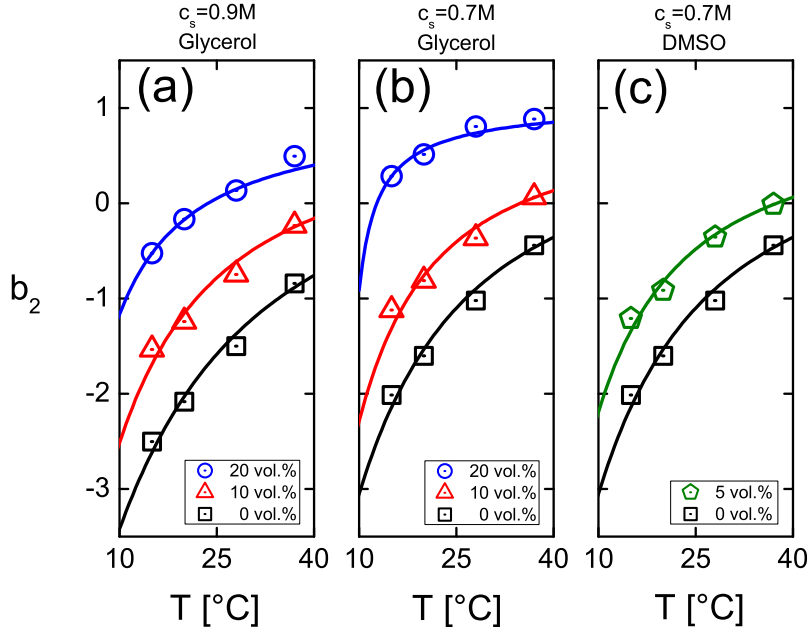 c_s=0.9M
Glycerol
c_s=0.7M
Glycerol
c_s=0.7M
DMSO
(a)
(b)
(c)
1
0
-1
-2
-3
b_2
20 vol.%
10 vol.%
0 vol.%
20 vol.%
10 vol.%
0 vol.%
5 vol.%
0 vol.%
10 25 40
10 25 40
10 25 40
T [°C]
T [°C]
T [°C]